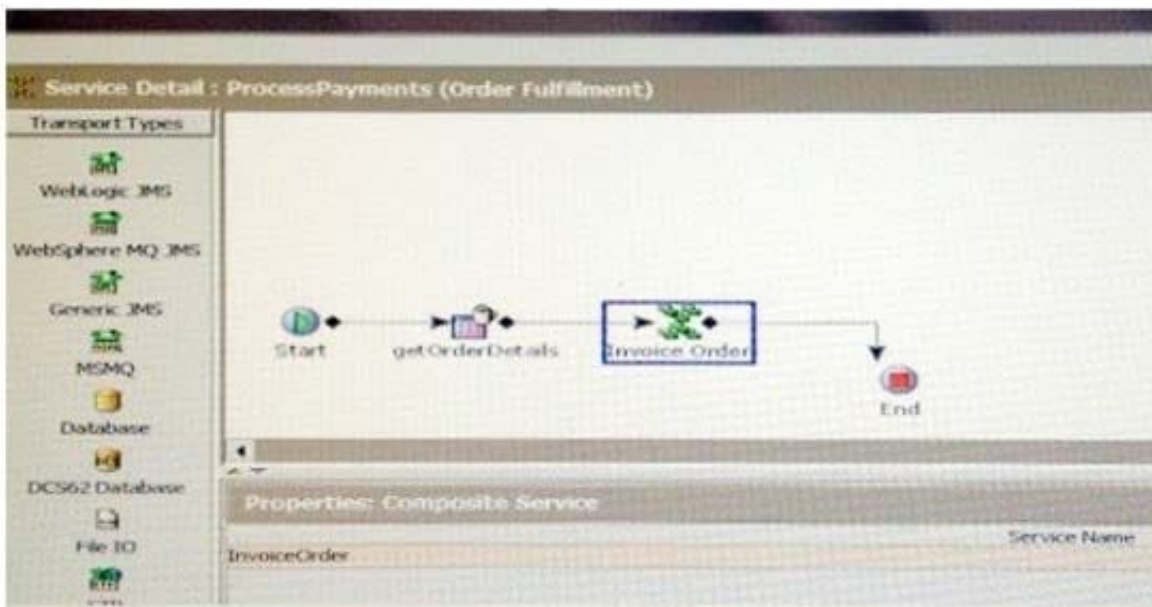 Service Detail : ProcessPayments (Order Fulfillment)
Transport Types
WebLogic JMS
WebSphere MQ JMS
Generic JMS
MSMQ
Database
DCS62 Database
File IO
Start
getOrderDetails
Invoice Order
End
Properties: Composite Service
Service Name
InvoiceOrder